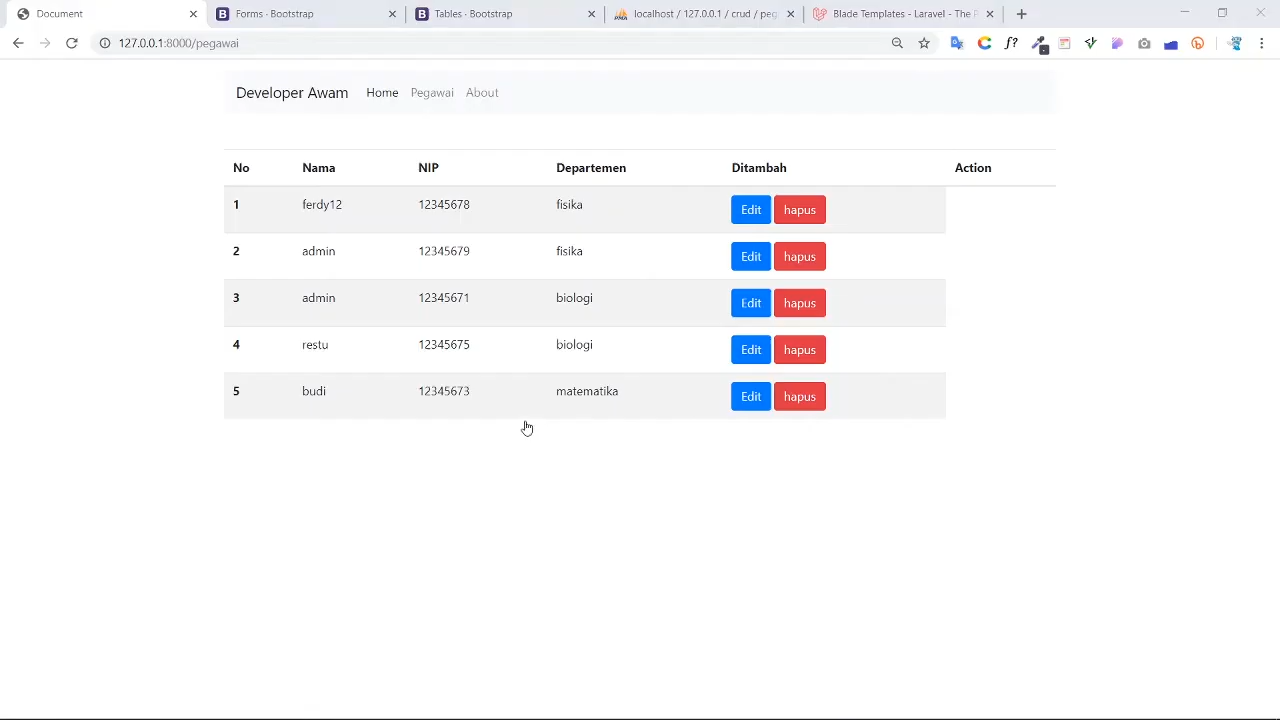 Document
Forms · Bootstrap
Tables · Bootstrap
localhost / 127.0.0.1 / crud / peg
Blade Templates - Laravel - The P
127.0.0.1:8000/pegawai
Developer Awam Home Pegawai About
No Nama NIP Departemen Ditambah Action
1 ferdy12 12345678 fisika Edit hapus
2 admin 12345679 fisika Edit hapus
3 admin 12345671 biologi Edit hapus
4 restu 12345675 biologi Edit hapus
5 budi 12345673 matematika Edit hapus